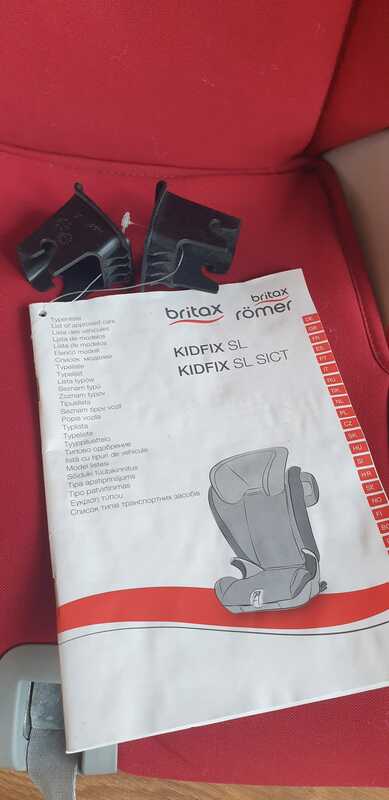 britax
britax
römer
KIDFIX SL
KIDFIX SL SICT
Typenliste
List of approved cars
Liste des véhicules
Lista de modelos
Lista de modelos
Elenco modelli
Список моделей
Typeliste
Typelijst
Lista typów
Seznam typů
Zoznam typov
Típuslista
Seznam tipov vozil
Popis vozila
Typlista
Typeliste
Tyyppiluettelo
Типово одобрение
listă cu tipuri de vehicule
Model listesi
Sõiduki tüübikinnitus
Tipa apstiprinājums
Tipo patvirtinimas
Έγκριση τύπου
Список типів транспортних засобів
DE
GB
FR
ES
PT
IT
RU
DK
NL
PL
CZ
SK
HU
SI
HR
SE
NO
FI